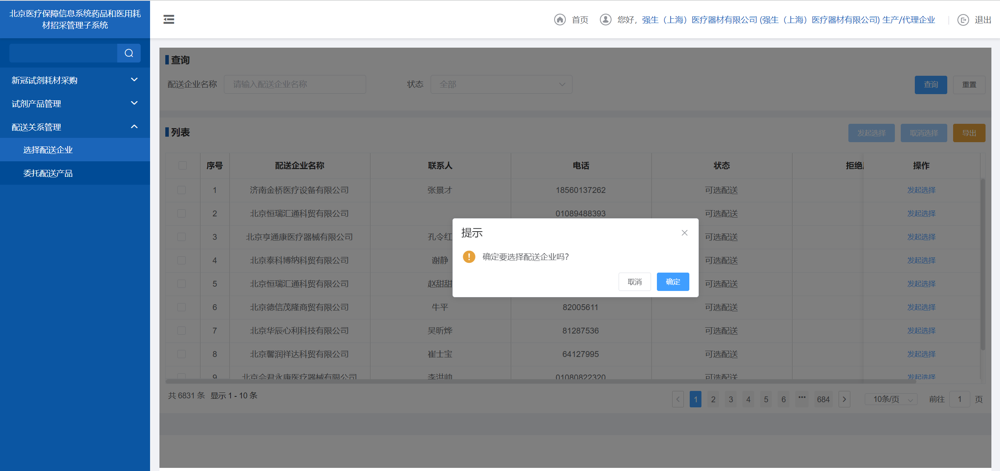 北京医疗保障信息系统药品和医用耗
材招采管理子系统
首页 您好，强生（上海）医疗器材有限公司 (强生（上海）医疗器材有限公司) 生产/代理企业 退出
新冠试剂耗材采购
试剂产品管理
配送关系管理
选择配送企业
委托配送产品
查询
配送企业名称 请输入配送企业名称 状态 全部 查询 重置
列表 发起选择 取消选择 导出
序号 配送企业名称 联系人 电话 状态 拒绝 操作
1 济南金桥医疗设备有限公司 张景才 18560137262 可选配送 发起选择
2 北京恒瑞汇通科贸有限公司 01089488393 可选配送 发起选择
3 北京亨通康医疗器械有限公司 孔令红 可选配送 发起选择
4 北京泰科博纳科贸有限公司 谢静 可选配送 发起选择
5 北京恒瑞汇通科贸有限公司 赵甜甜 可选配送 发起选择
6 北京德信茂隆商贸有限公司 牛平 82005611 可选配送 发起选择
7 北京华辰心利科技有限公司 吴昕烨 81287536 可选配送 发起选择
8 北京馨润祥达科贸有限公司 崔士宝 64127995 可选配送 发起选择
9 北京会君永康医疗器械有限公司 李洪帅 01080822320 可选配送 发起选择
提示
确定要选择配送企业吗?
取消 确定
共 6831 条 显示 1 - 10 条 1 2 3 4 5 6 ••• 684 10条/页 前往 1 页